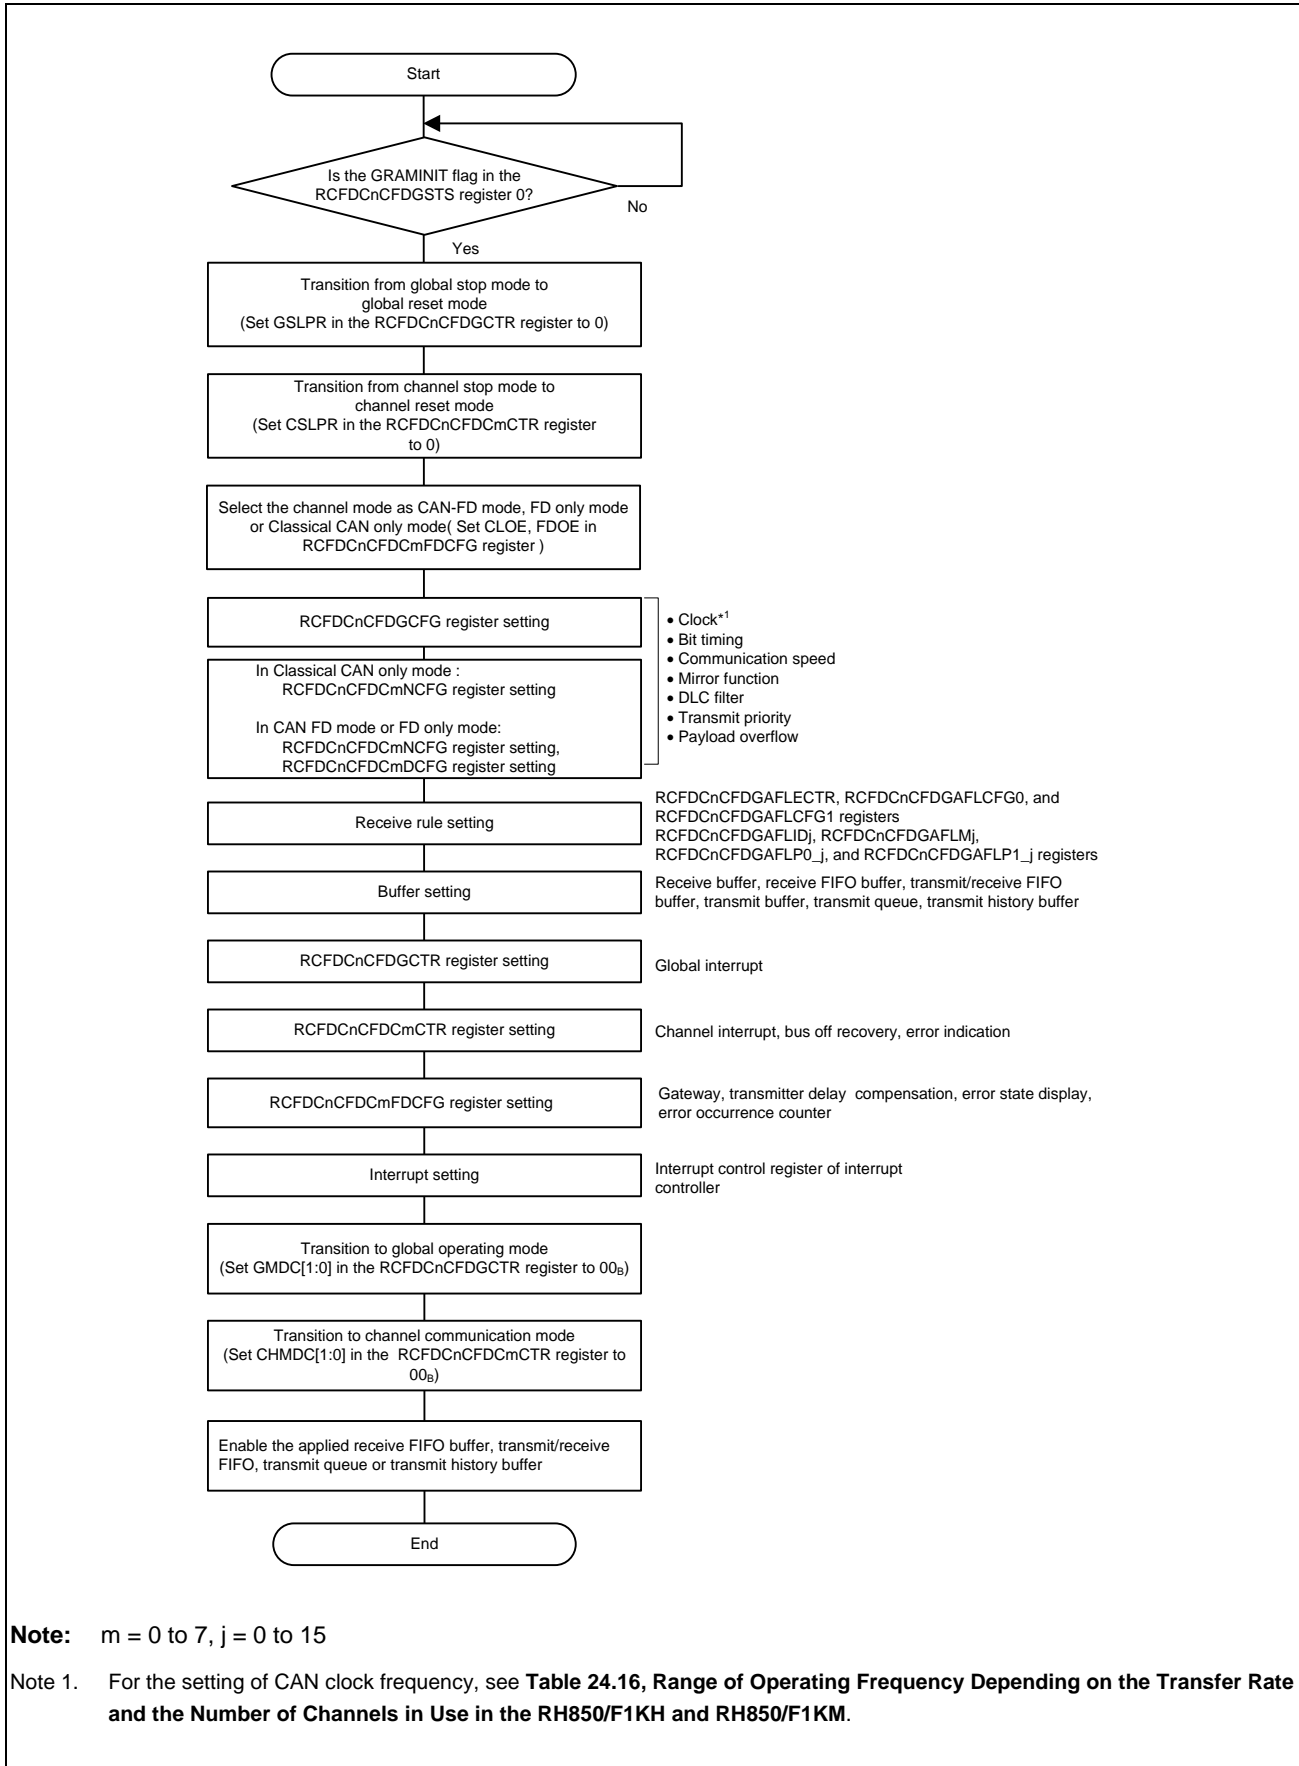 Start
Is the GRAMINIT flag in the
RCFDCnCFDGSTS register 0?
No
Yes
Transition from global stop mode to
global reset mode
(Set GSLPR in the RCFDCnCFDGCTR register to 0)
Transition from channel stop mode to
channel reset mode
(Set CSLPR in the RCFDCnCFDCmCTR register
to 0)
Select the channel mode as CAN-FD mode, FD only mode
or Classical CAN only mode( Set CLOE, FDOE in
RCFDCnCFDCmFDCFG register )
RCFDCnCFDGCFG register setting
In Classical CAN only mode :
RCFDCnCFDCmNCFG register setting
In CAN FD mode or FD only mode:
RCFDCnCFDCmNCFG register setting,
RCFDCnCFDCmDCFG register setting
• Clock*1
• Bit timing
• Communication speed
• Mirror function
• DLC filter
• Transmit priority
• Payload overflow
Receive rule setting
RCFDCnCFDGAFLECTR, RCFDCnCFDGAFLCFG0, and
RCFDCnCFDGAFLCFG1 registers
RCFDCnCFDGAFLIDj, RCFDCnCFDGAFLMj,
RCFDCnCFDGAFLP0_j, and RCFDCnCFDGAFLP1_j registers
Buffer setting
Receive buffer, receive FIFO buffer, transmit/receive FIFO
buffer, transmit buffer, transmit queue, transmit history buffer
RCFDCnCFDGCTR register setting
Global interrupt
RCFDCnCFDCmCTR register setting
Channel interrupt, bus off recovery, error indication
RCFDCnCFDCmFDCFG register setting
Gateway, transmitter delay  compensation, error state display,
error occurrence counter
Interrupt setting
Interrupt control register of interrupt
controller
Transition to global operating mode
(Set GMDC[1:0] in the RCFDCnCFDGCTR register to 00B)
Transition to channel communication mode
(Set CHMDC[1:0] in the  RCFDCnCFDCmCTR register to
00B)
Enable the applied receive FIFO buffer, transmit/receive
FIFO, transmit queue or transmit history buffer
End
Note: m = 0 to 7, j = 0 to 15
Note 1. For the setting of CAN clock frequency, see Table 24.16, Range of Operating Frequency Depending on the Transfer Rate
and the Number of Channels in Use in the RH850/F1KH and RH850/F1KM.